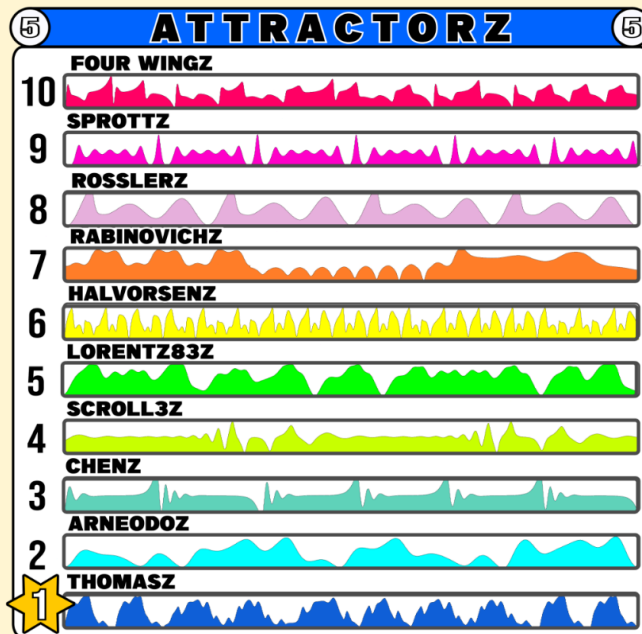 5 ATTRACTORZ 5
FOUR WINGZ
10
SPROTTZ
9
ROSSLERZ
8
RABINOVICHZ
7
HALVORSENZ
6
LORENTZ83Z
5
SCROLL3Z
4
CHENZ
3
ARNEODOZ
2
THOMASZ
1